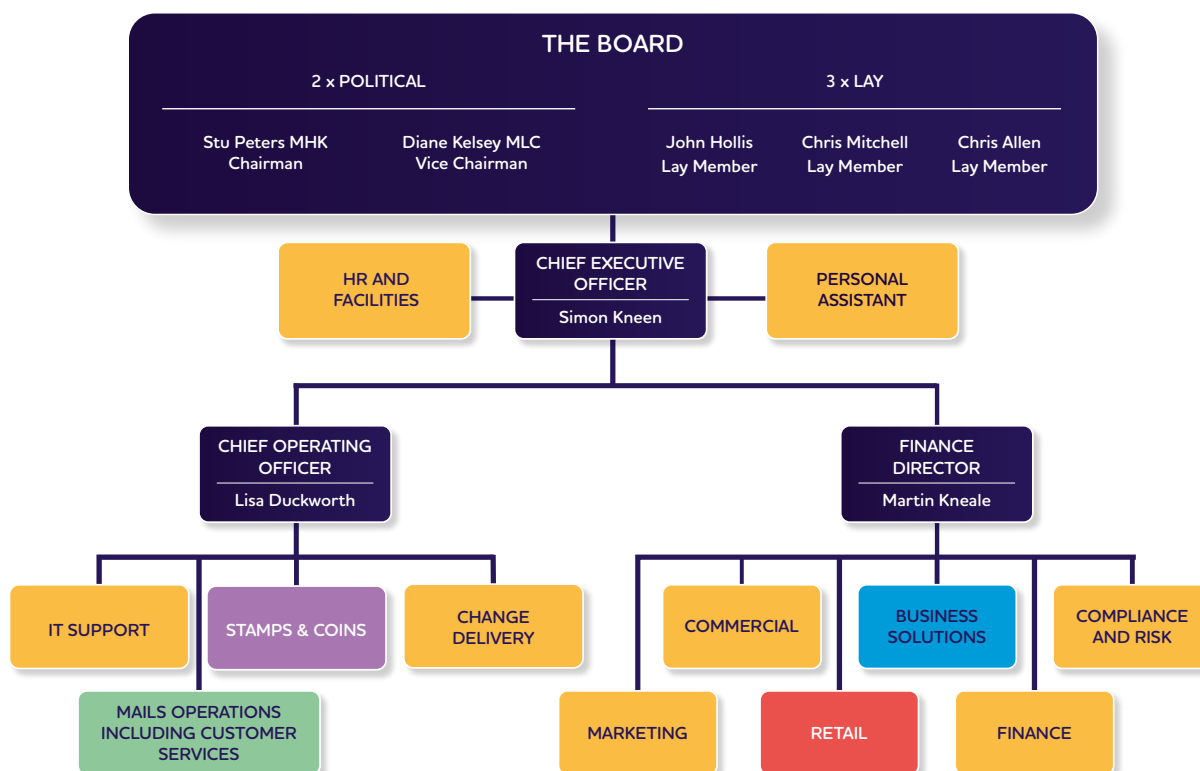 THE BOARD
2 x POLITICAL
3 x LAY
Stu Peters MHK
Chairman
Diane Kelsey MLC
Vice Chairman
John Hollis
Lay Member
Chris Mitchell
Lay Member
Chris Allen
Lay Member
HR AND
FACILITIES
CHIEF EXECUTIVE
OFFICER
Simon Kneen
PERSONAL
ASSISTANT
CHIEF OPERATING
OFFICER
Lisa Duckworth
FINANCE
DIRECTOR
Martin Kneale
IT SUPPORT
STAMPS & COINS
CHANGE
DELIVERY
COMMERCIAL
BUSINESS
SOLUTIONS
COMPLIANCE
AND RISK
MAILS OPERATIONS
INCLUDING CUSTOMER
SERVICES
MARKETING
RETAIL
FINANCE